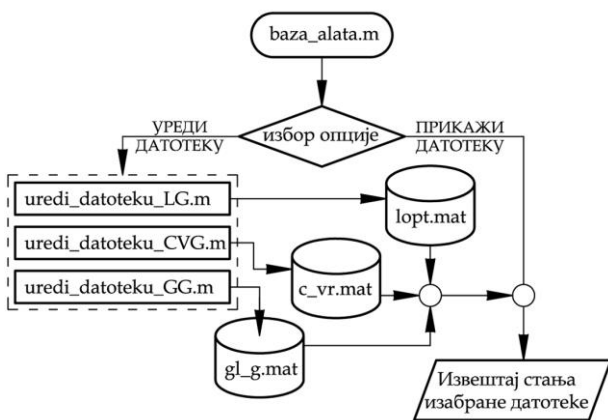 baza_alata.m
избор опције
УРЕДИ
ДАТОТЕКУ
ПРИКАЖИ
ДАТОТЕКУ
uredi_datoteku_LG.m
uredi_datoteku_CVG.m
uredi_datoteku_GG.m
lopt.mat
c_vr.mat
gl_g.mat
Извештај стања
изабране датотеке